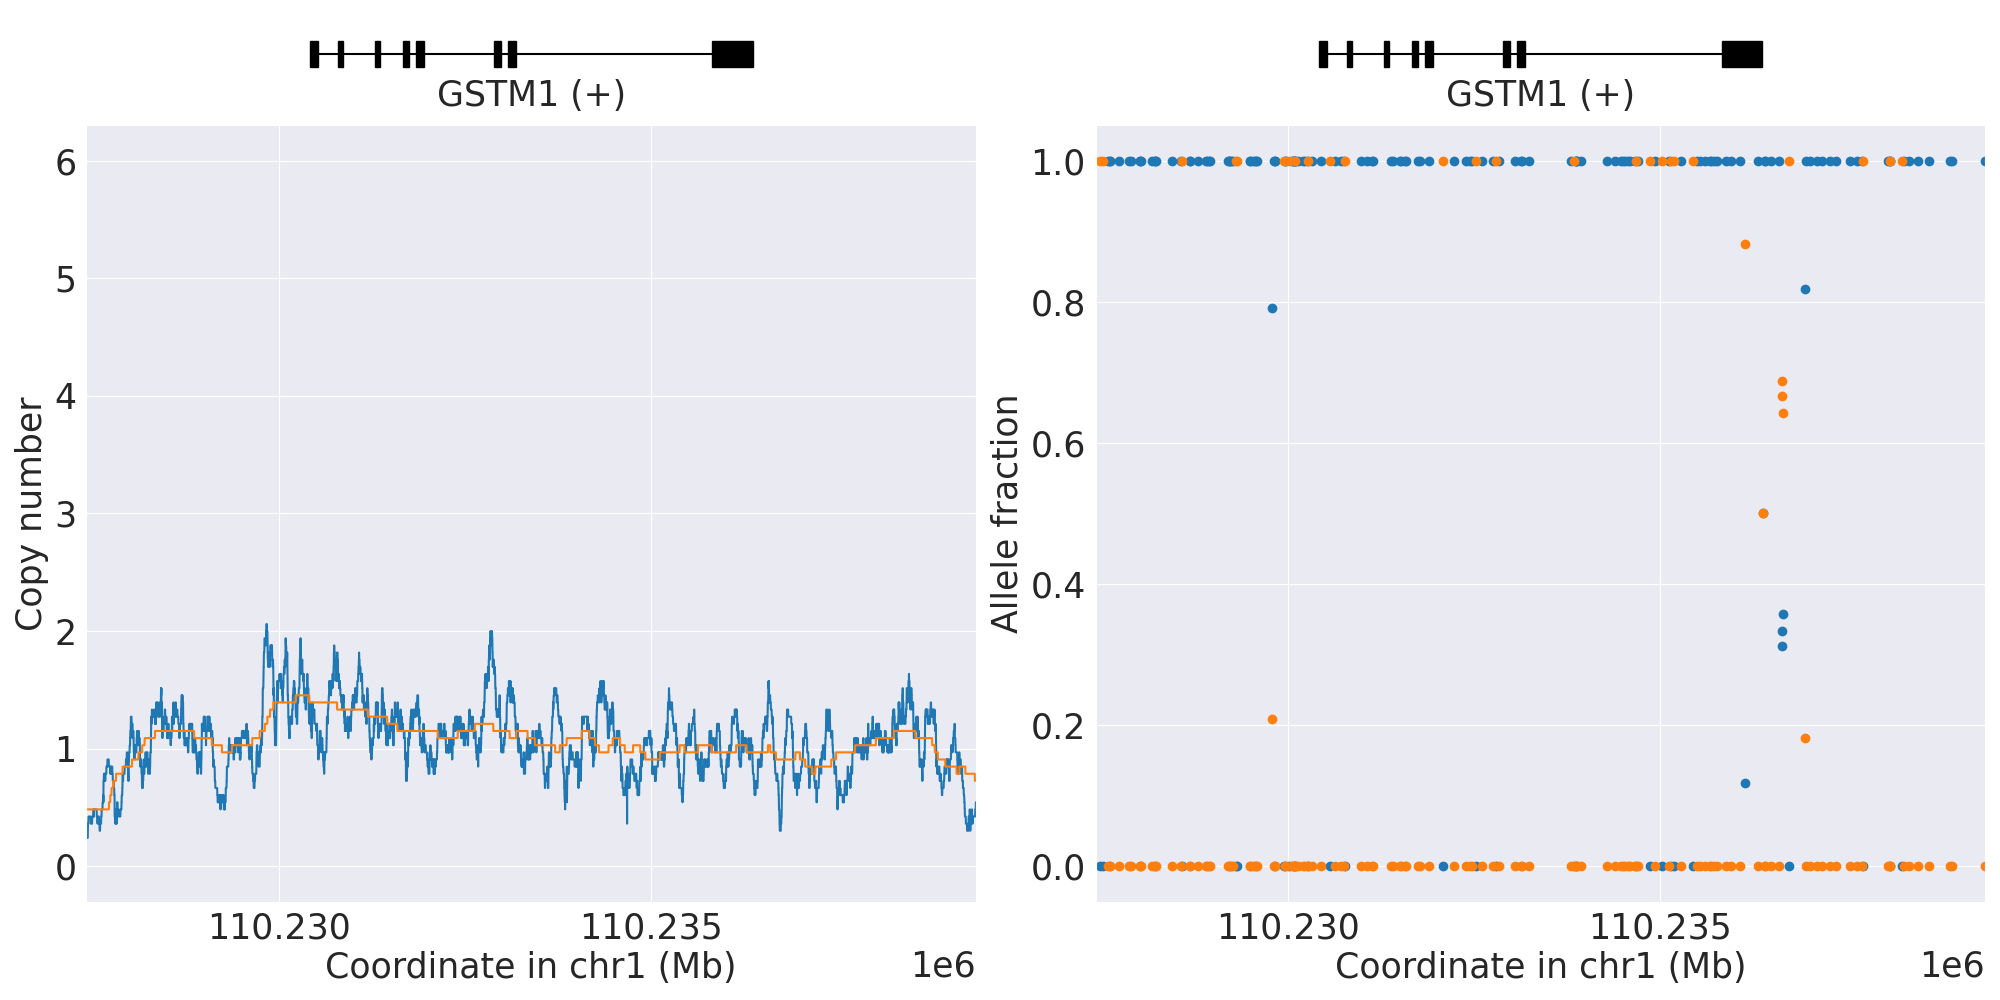 GSTM1 (+)
GSTM1 (+)
Copy number
6
5
4
3
2
1
0
110.230
110.235
Coordinate in chr1 (Mb)
1e6
Allele fraction
1.0
0.8
0.6
0.4
0.2
0.0
110.230
110.235
Coordinate in chr1 (Mb)
1e6